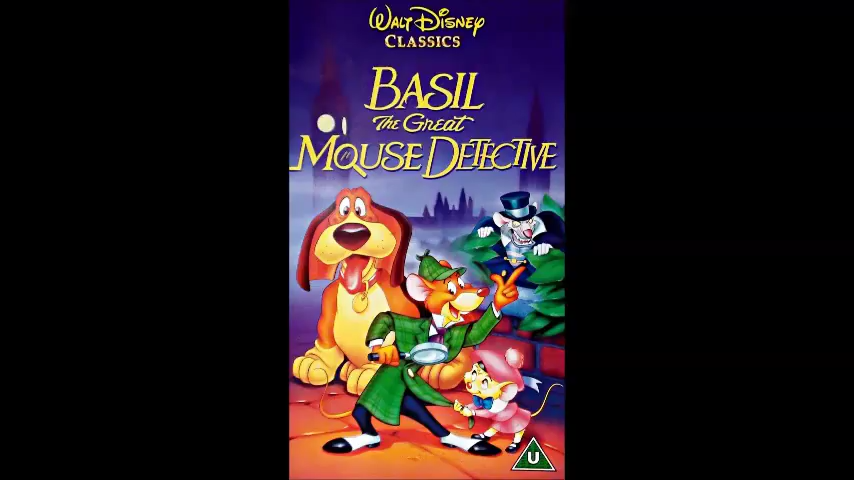 WALT DISNEY
CLASSICS
BASIL
THE GREAT
MOUSE DETECTIVE
U